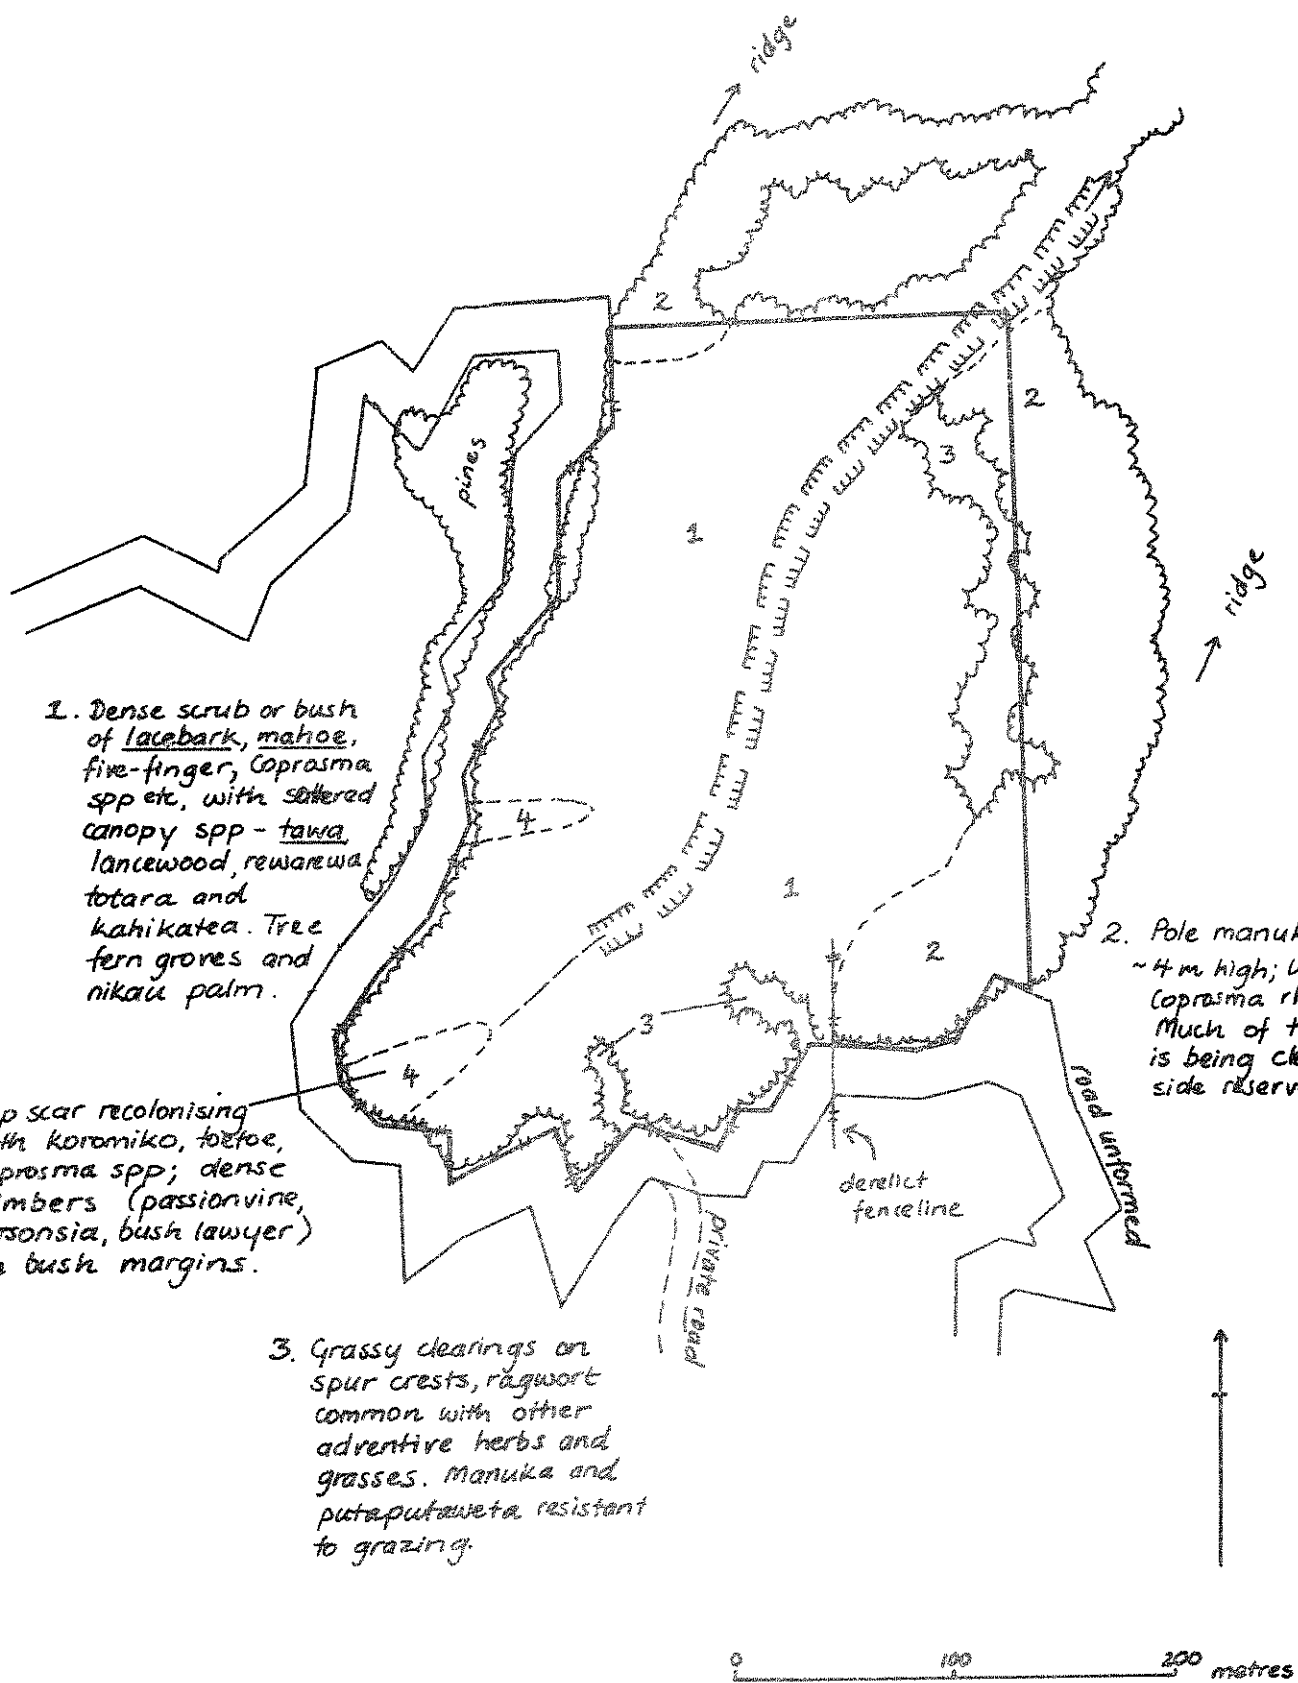 ridge
2
2
pines
3
1
ridge
1. Dense scrub or bush
of lacebark, mahoe,
five-finger, Coprosma
spp etc, with scattered
canopy spp - tawa,
lancewood, rewarewa
totara and
kahikatea. Tree
fern groves and
nikau palm.
4
1
2
2. Pole manuk
~4m high; u
Coprosma rh
Much of t
is being cle
side reserv
3
4
p scar recolonising
th koromiko, toetoe,
prosma spp; dense
mbers (passionvine,
rsonsia, bush lawyer)
bush margins.
derelict
fenceline
road unformed
private road
3. Grassy clearings on
spur crests, ragwort
common with other
adventive herbs and
grasses. Manuka and
putaputaweta resistant
to grazing.
0 100 200 metres